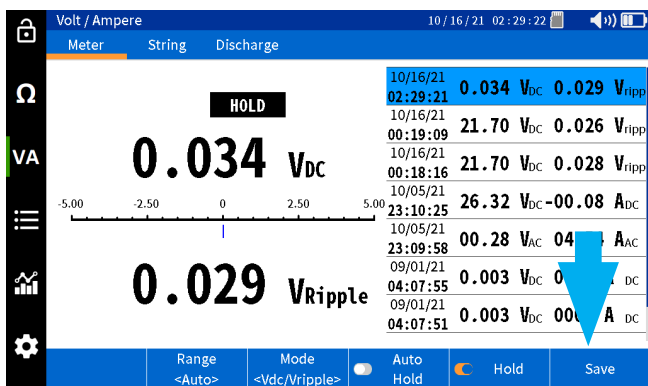 Volt / Ampere 10/16/21 02:29:22
Meter String Discharge
Ω
VA
HOLD
0.034 VDC
-5.00 -2.50 0 2.50 5.00
0.029 VRipple
10/16/21
02:29:21 0.034 VDC 0.029 Vripp
10/16/21
00:19:09 21.70 VDC 0.026 Vripp
10/16/21
00:18:16 21.70 VDC 0.028 Vripp
10/05/21
23:10:25 26.32 VDC -00.08 ADC
10/05/21
23:09:58 00.28 VAC AAC
09/01/21
04:07:55 0.003 VDC DC
09/01/21
04:07:51 0.003 VDC A DC
Range
<Auto>
Mode
<Vdc/Vripple>
Auto
Hold
Hold
Save